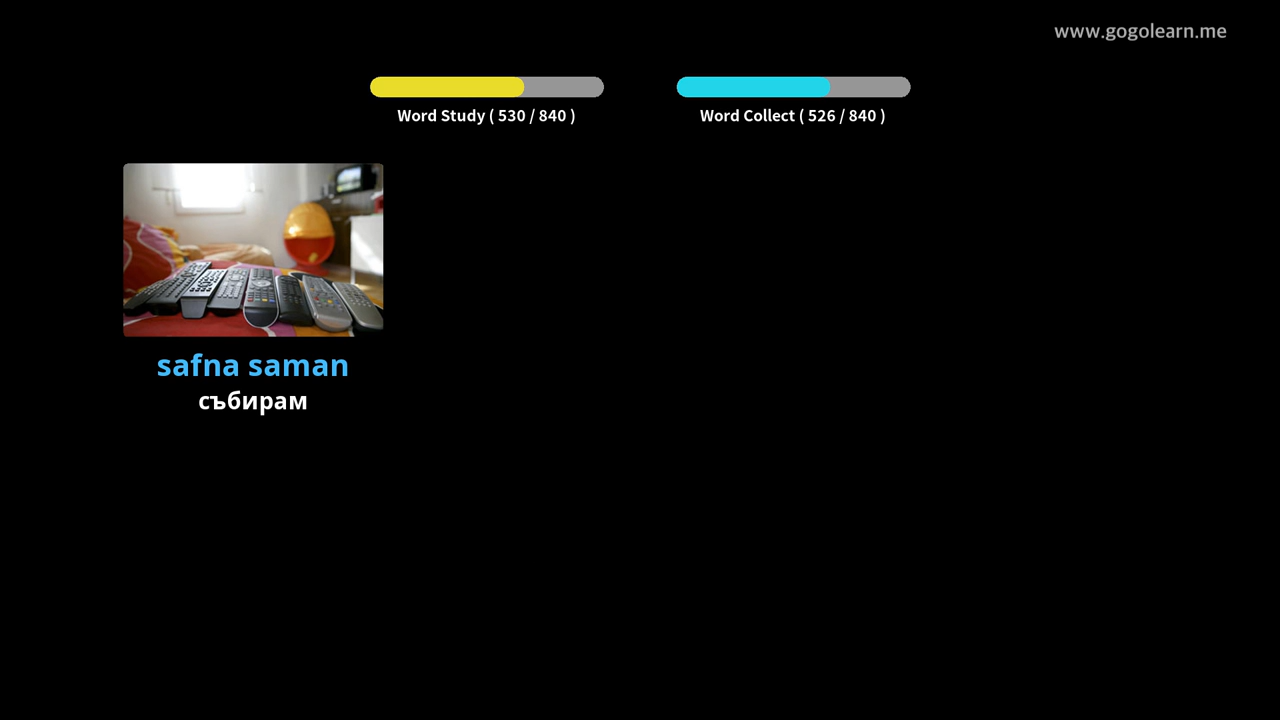 www.gogolearn.me
Word Study ( 530 / 840 )
Word Collect ( 526 / 840 )
safna saman
събирам